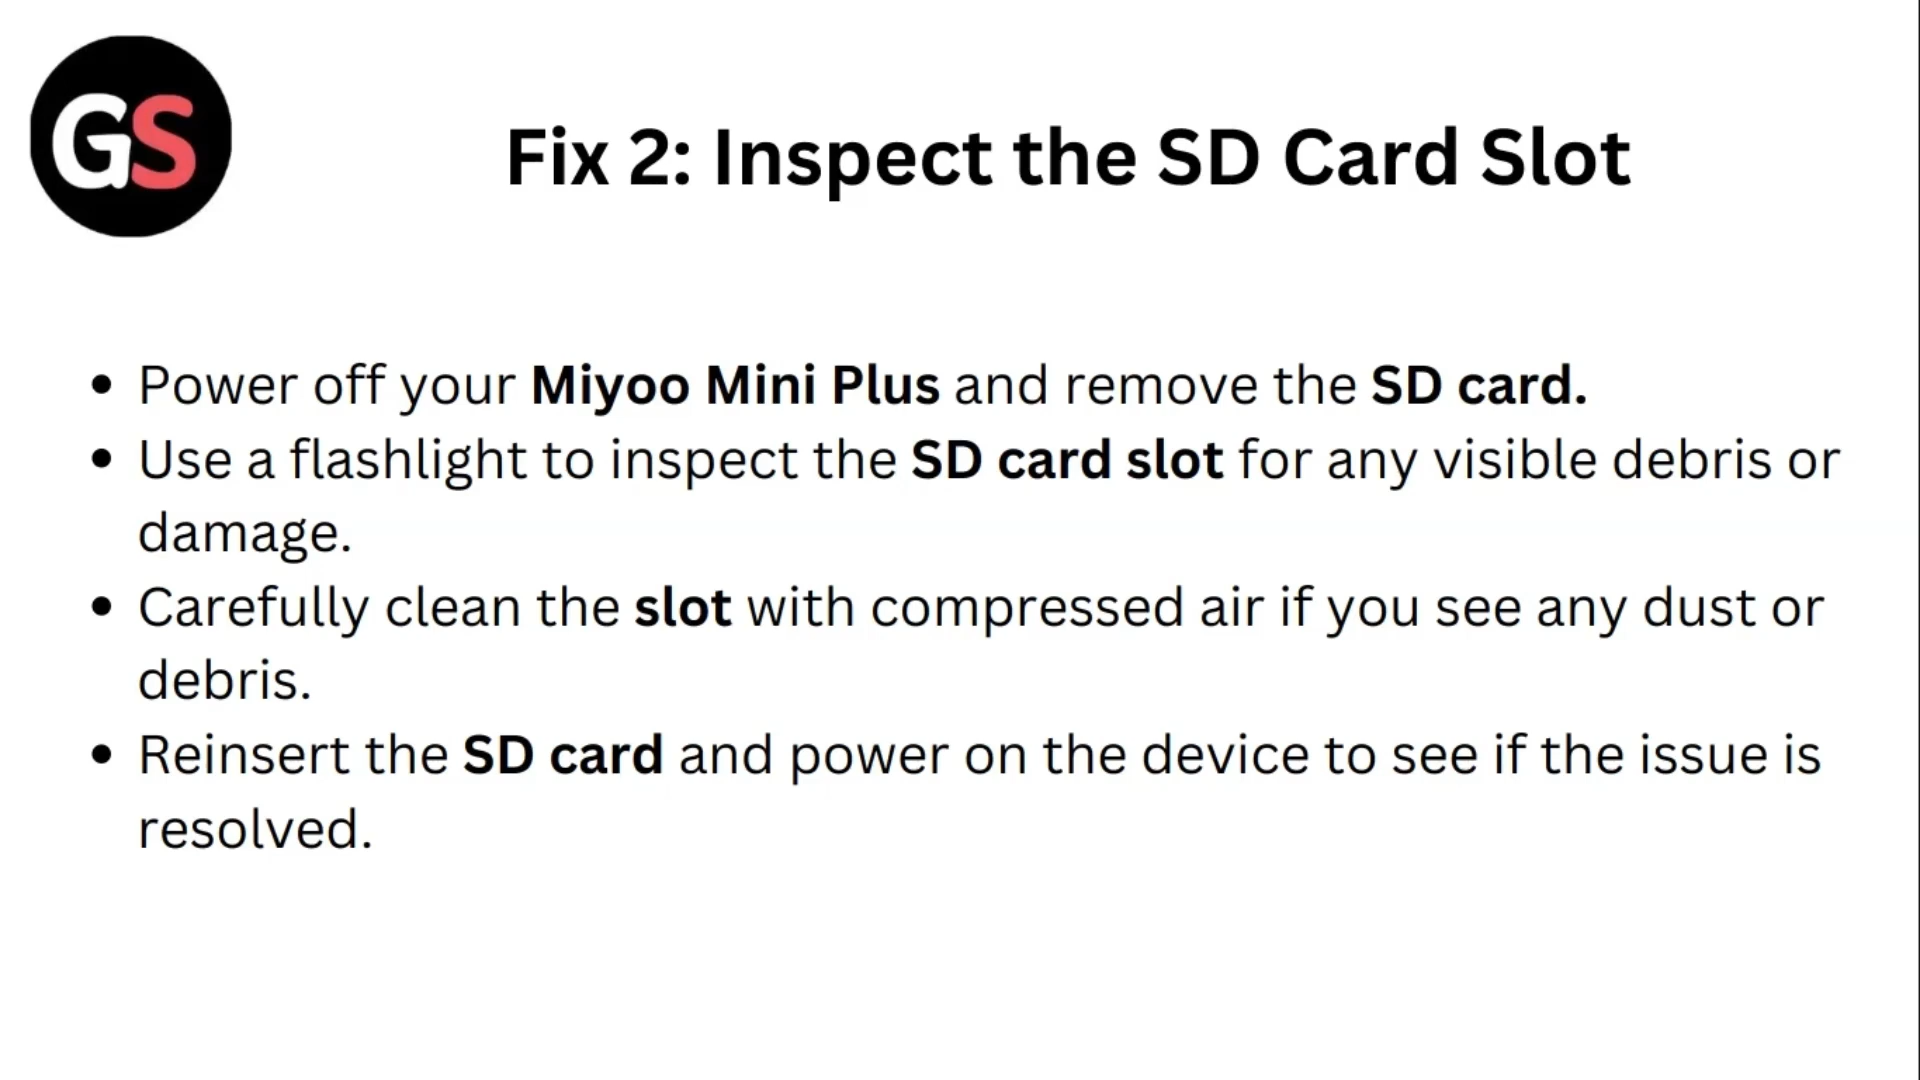 GS
Fix 2: Inspect the SD Card Slot
• Power off your Miyoo Mini Plus and remove the SD card.
• Use a flashlight to inspect the SD card slot for any visible debris or
damage.
• Carefully clean the slot with compressed air if you see any dust or
debris.
• Reinsert the SD card and power on the device to see if the issue is
resolved.